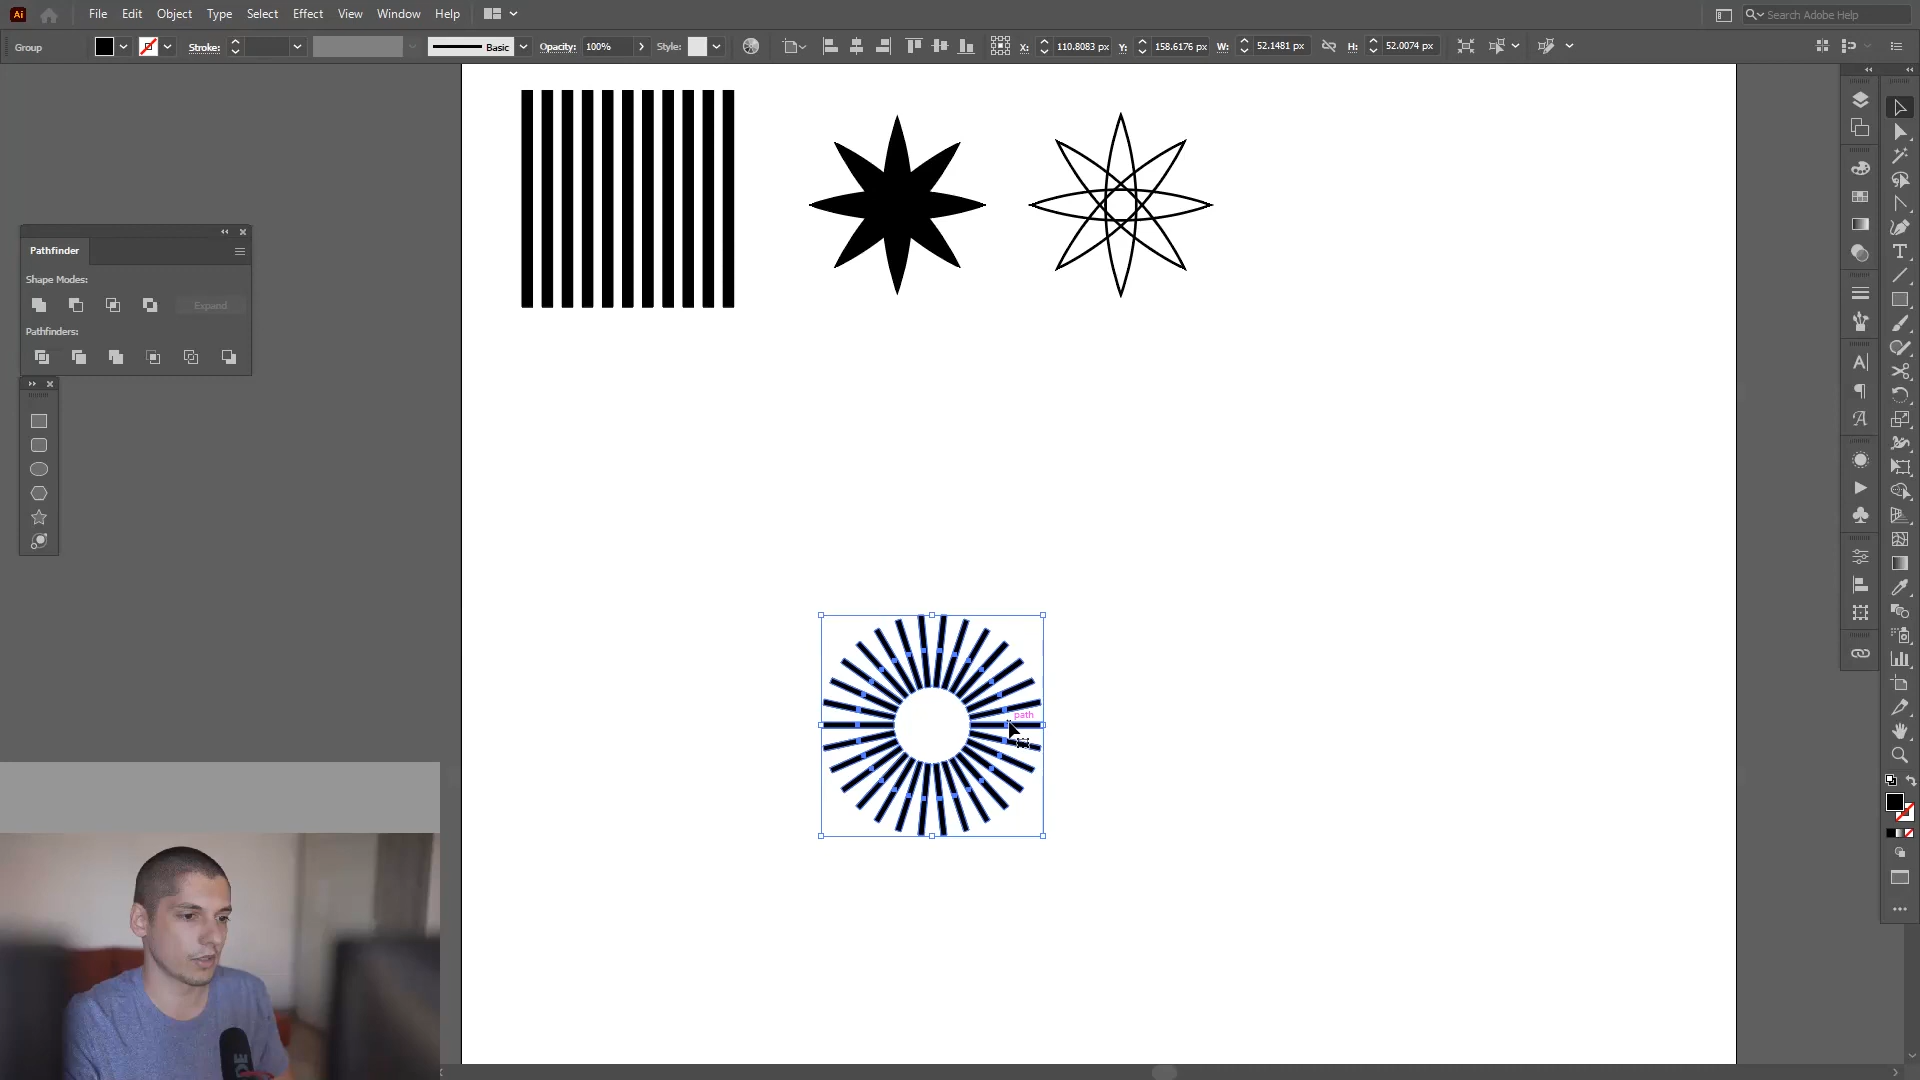 Ai File Edit Object Type Select Effect View Window Help Search Adobe Help
Group Stroke: Basic Opacity: 100% Style: X: 110.8083 px Y: 158.6176 px W: 52.1481 px H: 52.0074 px
Pathfinder
Shape Modes:
Expand
Pathfinders:
path